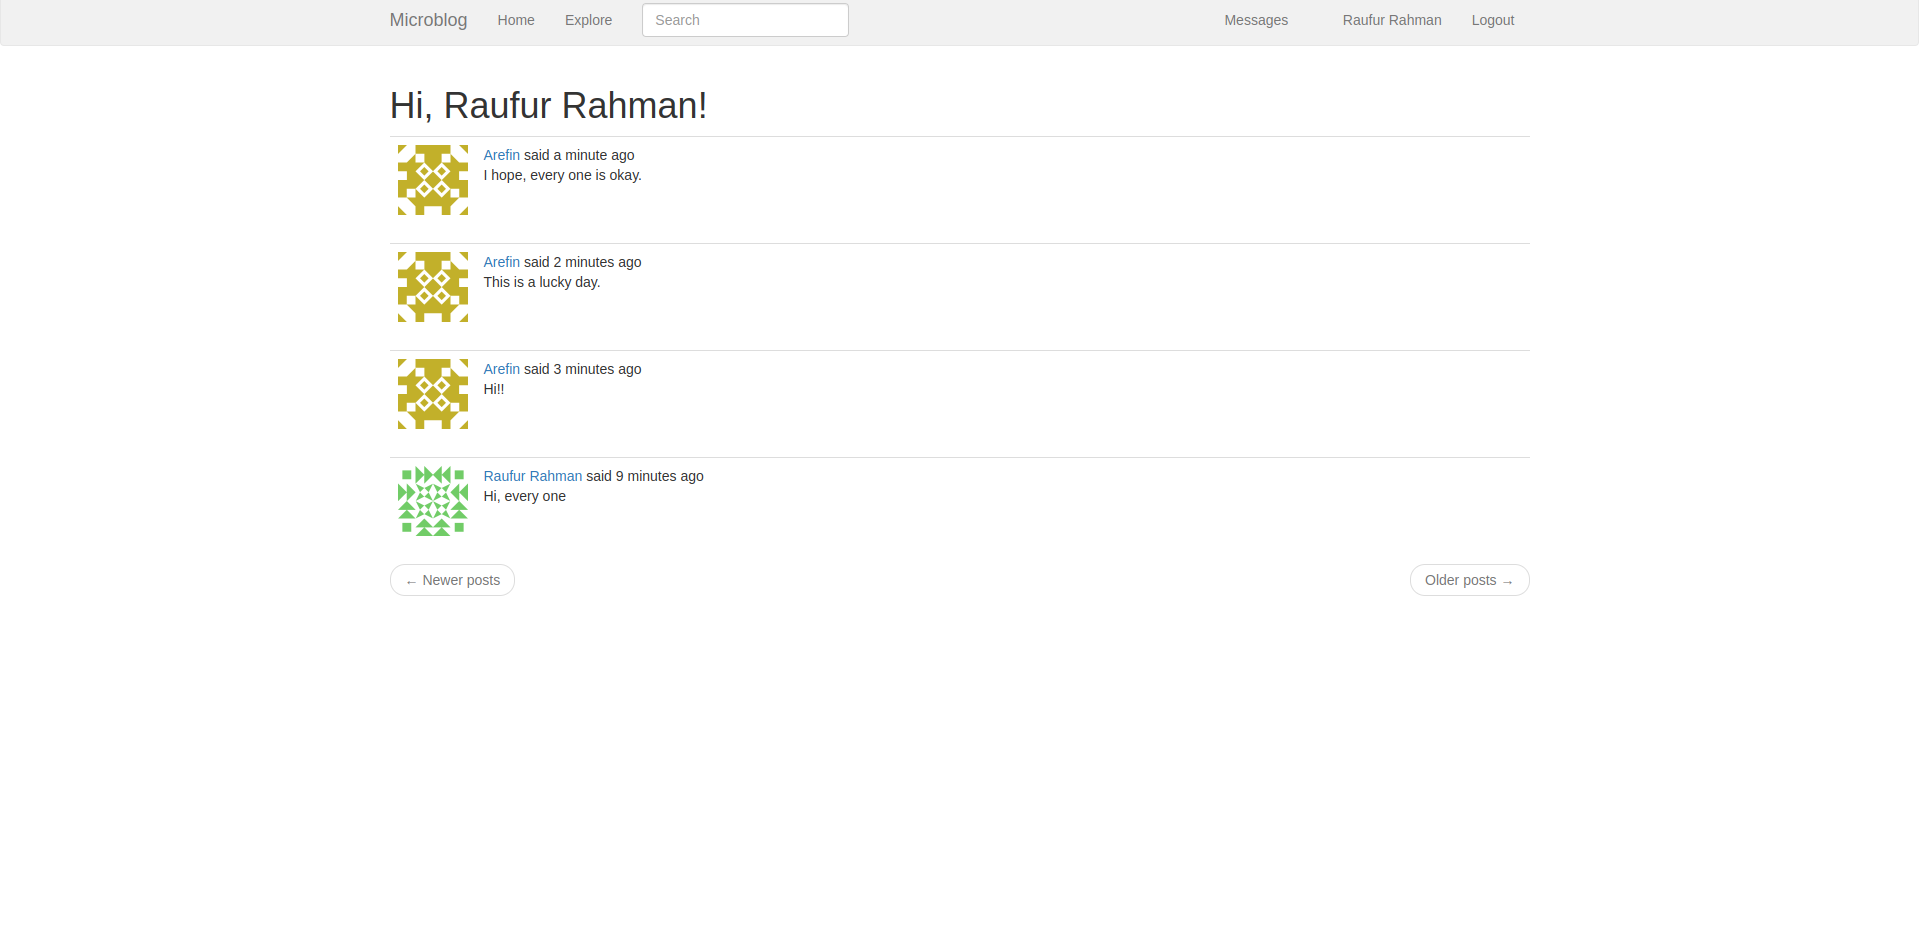 Microblog Home Explore Search Messages Raufur Rahman Logout
Hi, Raufur Rahman!
Arefin said a minute ago
I hope, every one is okay.
Arefin said 2 minutes ago
This is a lucky day.
Arefin said 3 minutes ago
Hi!!
Raufur Rahman said 9 minutes ago
Hi, every one
← Newer posts Older posts →